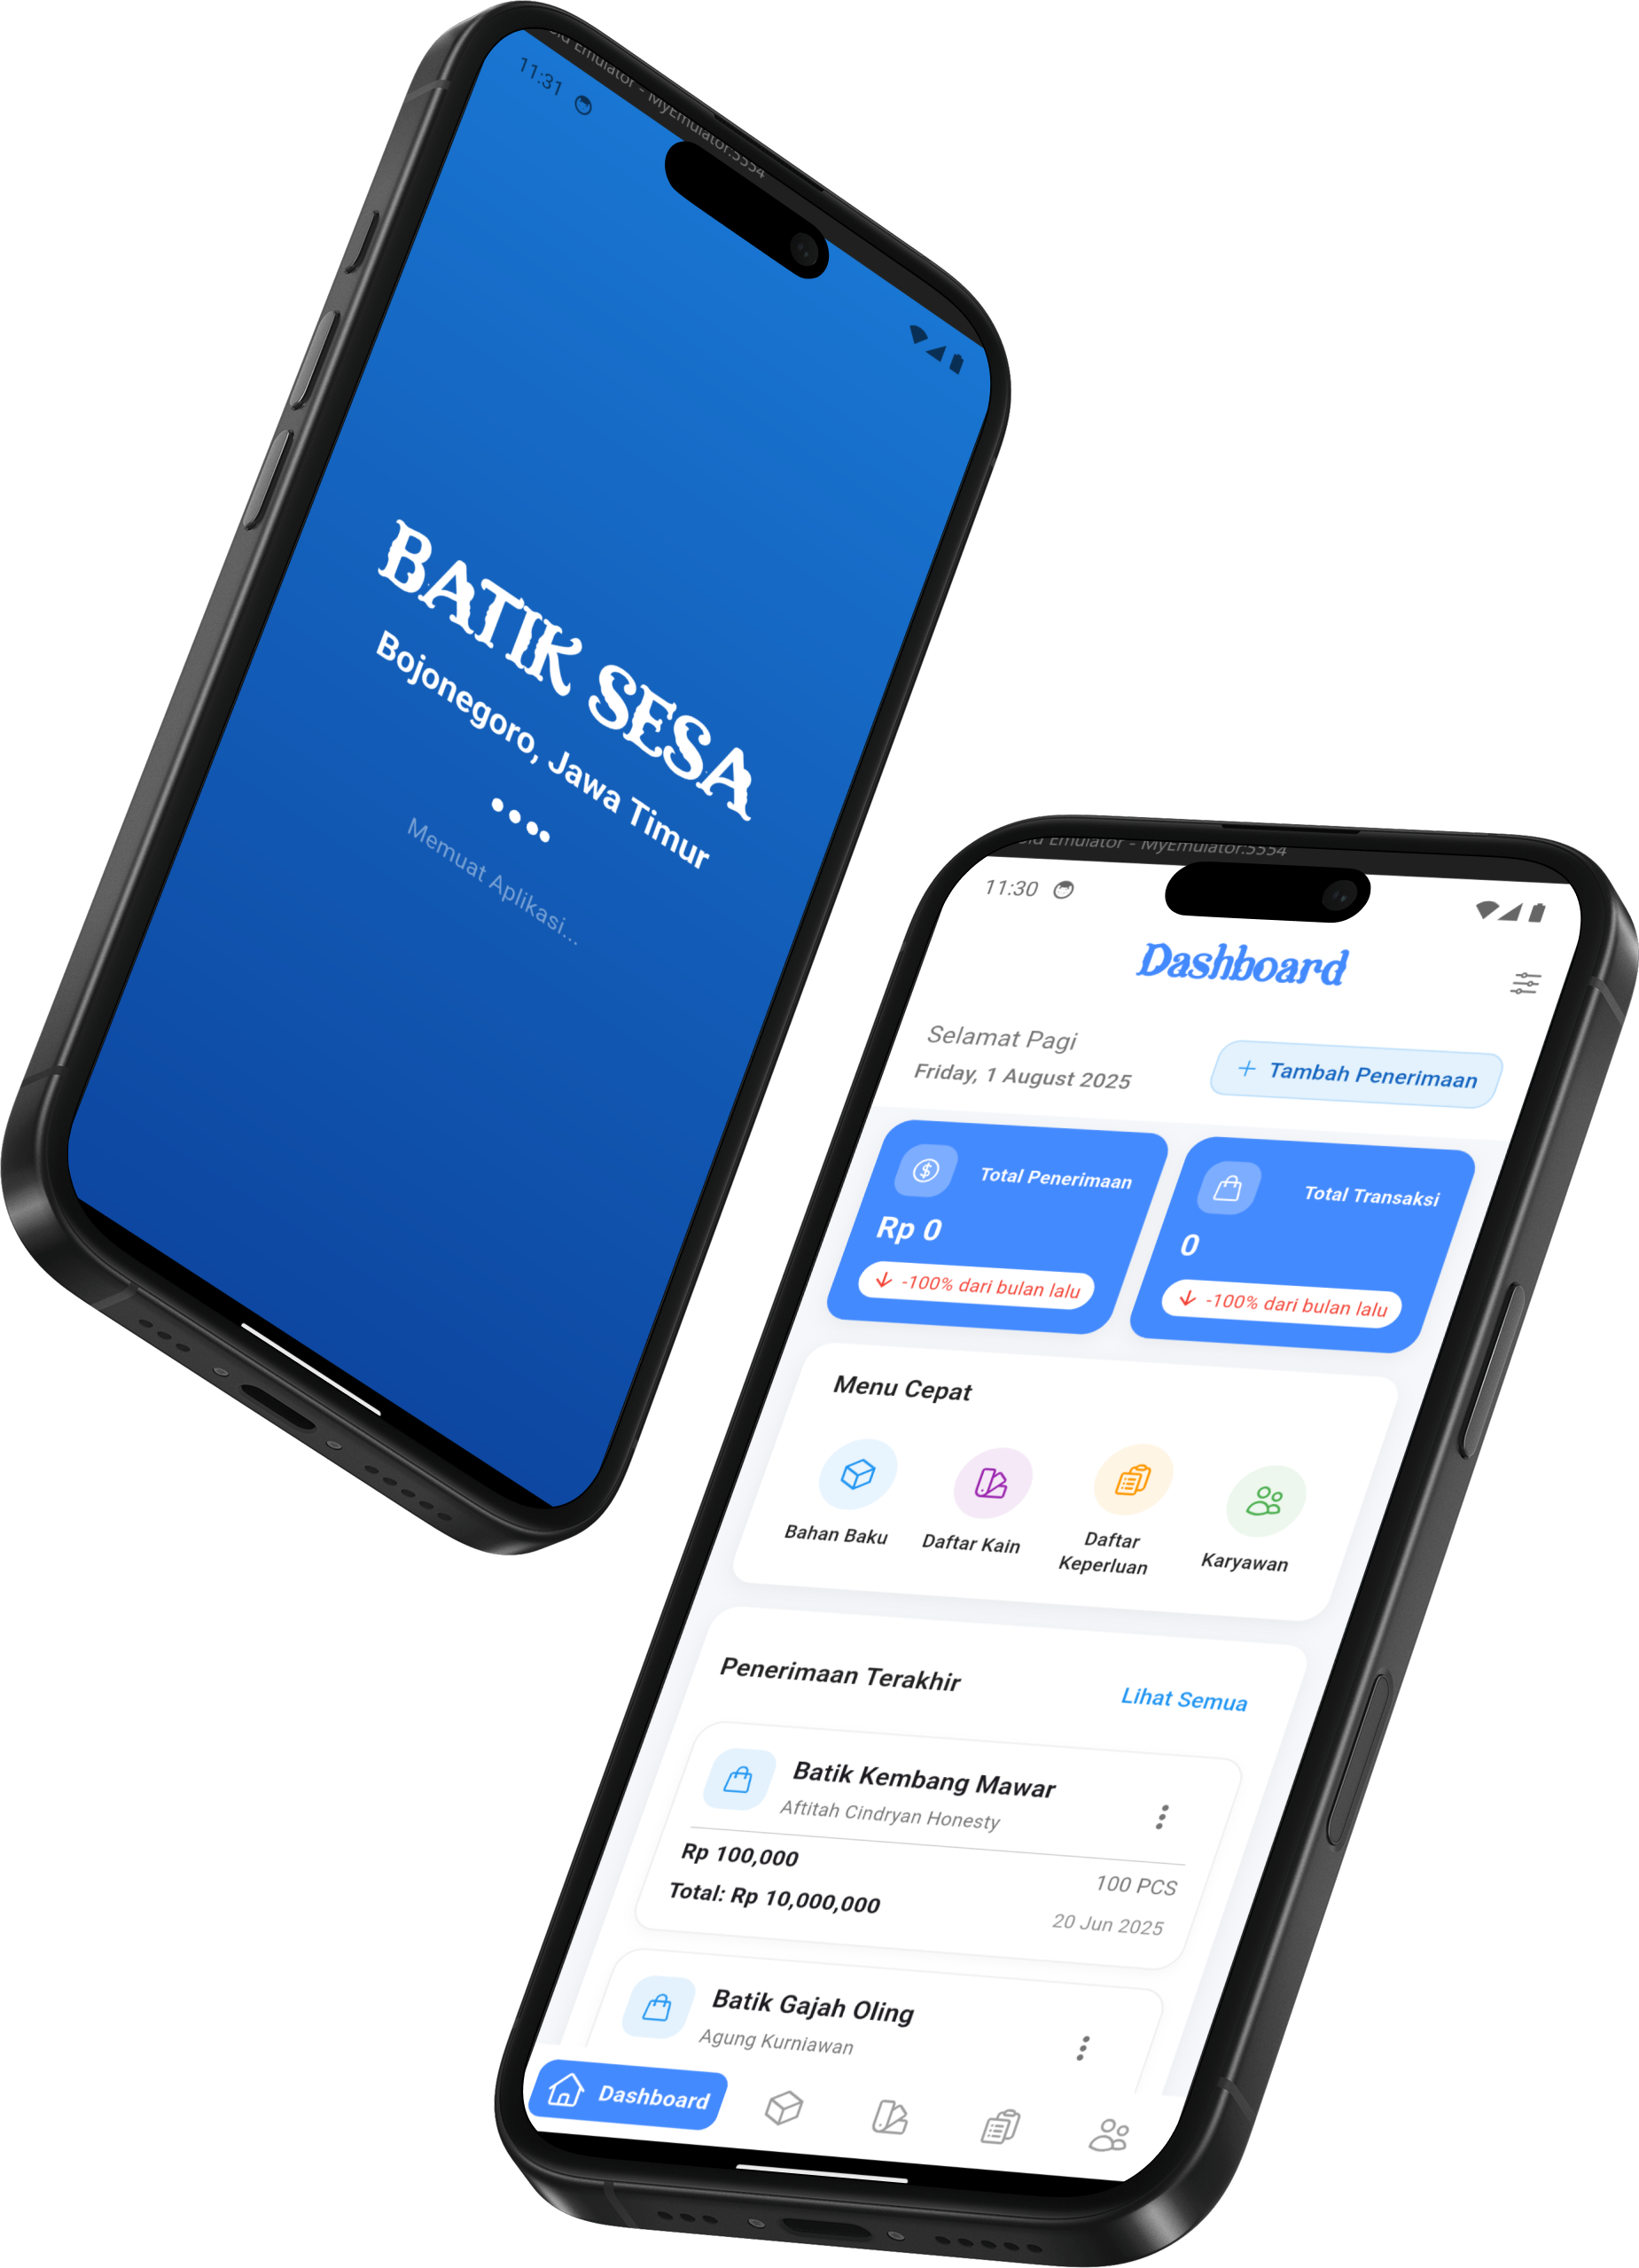 Emulator - MyEmulator:5554
11:31
BATIK SESA
Bojonegoro, Jawa Timur
Memuat Aplikasi...
Emulator - MyEmulator:5554
11:30
Dashboard
Selamat Pagi
Friday, 1 August 2025
+ Tambah Penerimaan
Total Penerimaan
Rp 0
-100% dari bulan lalu
Total Transaksi
0
-100% dari bulan lalu
Menu Cepat
Bahan Baku
Daftar Kain
Daftar
Keperluan
Karyawan
Penerimaan Terakhir
Lihat Semua
Batik Kembang Mawar
Aftitah Cindryan Honesty
Rp 100,000
100 PCS
Total: Rp 10,000,000
20 Jun 2025
Batik Gajah Oling
Agung Kurniawan
Dashboard